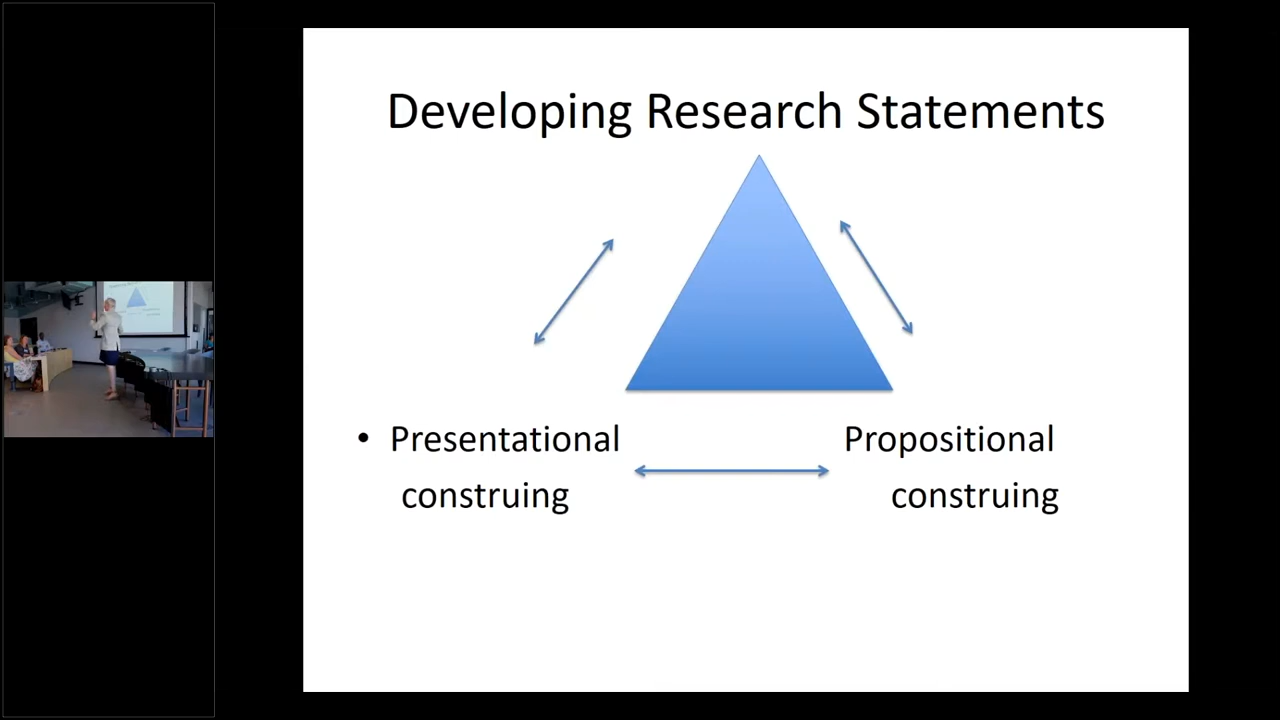 Developing Research Statements
• Presentational Propositional
construing construing